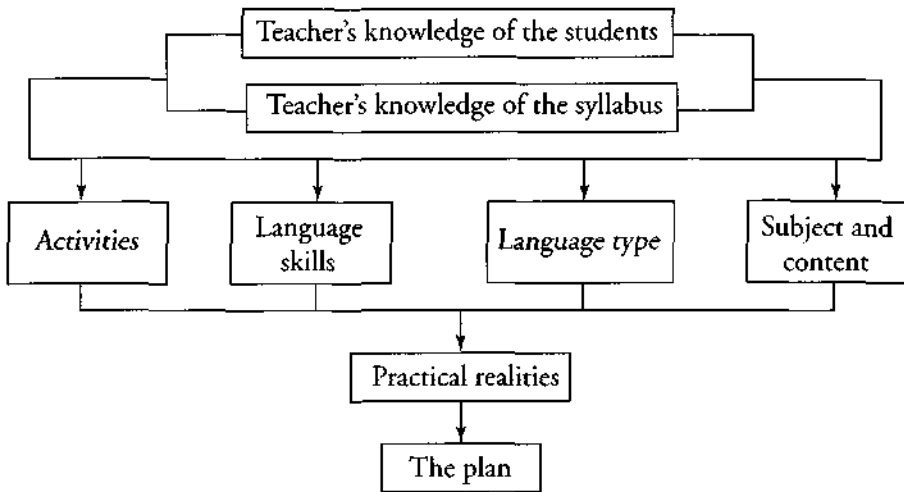 Teacher's knowledge of the students
Teacher's knowledge of the syllabus
Activities
Language
skills
Language type
Subject and
content
Practical realities
The plan